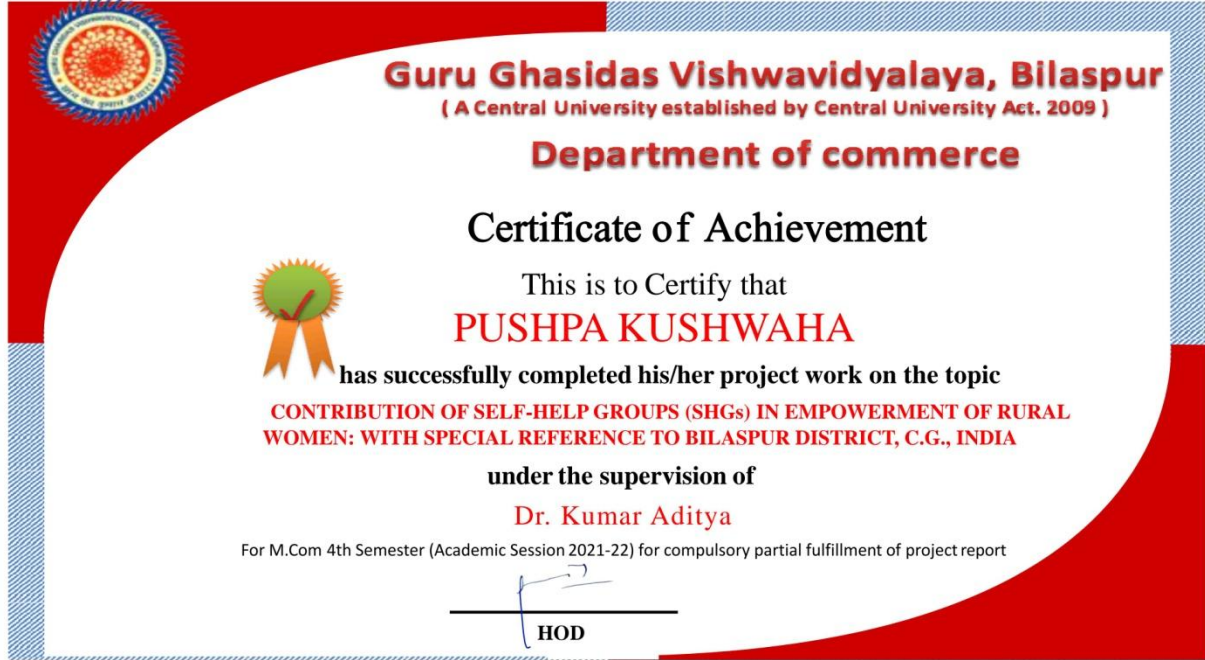 Guru Ghasidas Vishwavidyalaya, Bilaspur
( A Central University established by Central University Act. 2009 )
Department of commerce
Certificate of Achievement
This is to Certify that
PUSHPA KUSHWAHA
has successfully completed his/her project work on the topic
CONTRIBUTION OF SELF-HELP GROUPS (SHGs) IN EMPOWERMENT OF RURAL
WOMEN: WITH SPECIAL REFERENCE TO BILASPUR DISTRICT, C.G., INDIA
under the supervision of
Dr. Kumar Aditya
For M.Com 4th Semester (Academic Session 2021-22) for compulsory partial fulfillment of project report
HOD